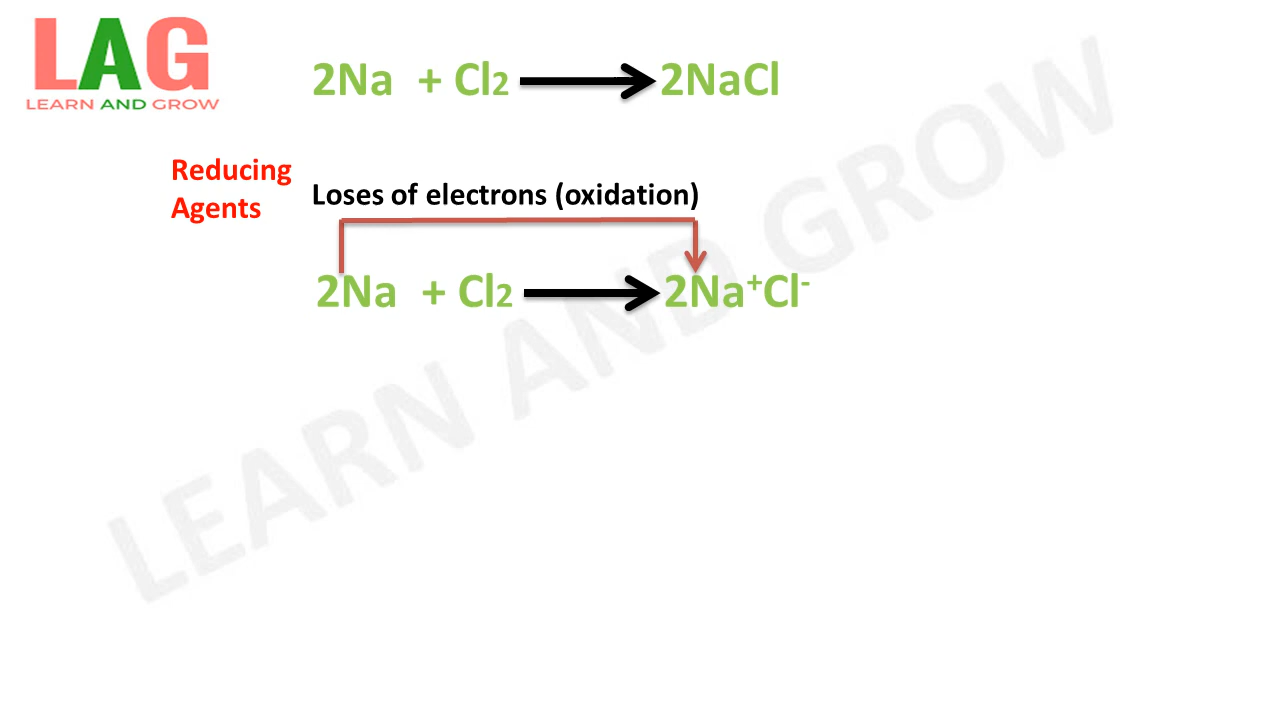 LAG
LEARN AND GROW
2Na + Cl₂ → 2NaCl
Reducing
Agents
Loses of electrons (oxidation)
2Na + Cl₂ → 2Na⁺Cl⁻
LEARN AND GROW